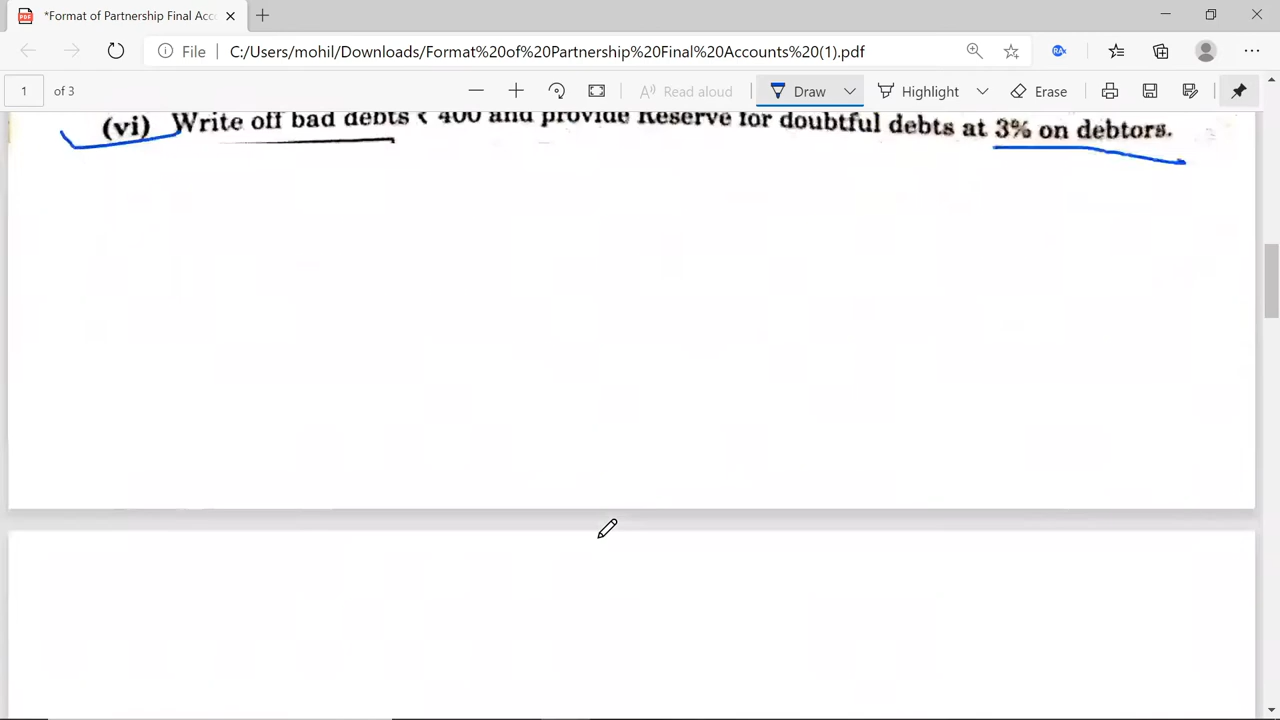 *Format of Partnership Final Acc
File
C:/Users/mohil/Downloads/Format%20of%20Partnership%20Final%20Accounts%20(1).pdf
1 of 3
Read aloud
Draw
Highlight
Erase
(vi) Write off bad debts ₹ 400 and provide Reserve for doubtful debts at 3% on debtors.